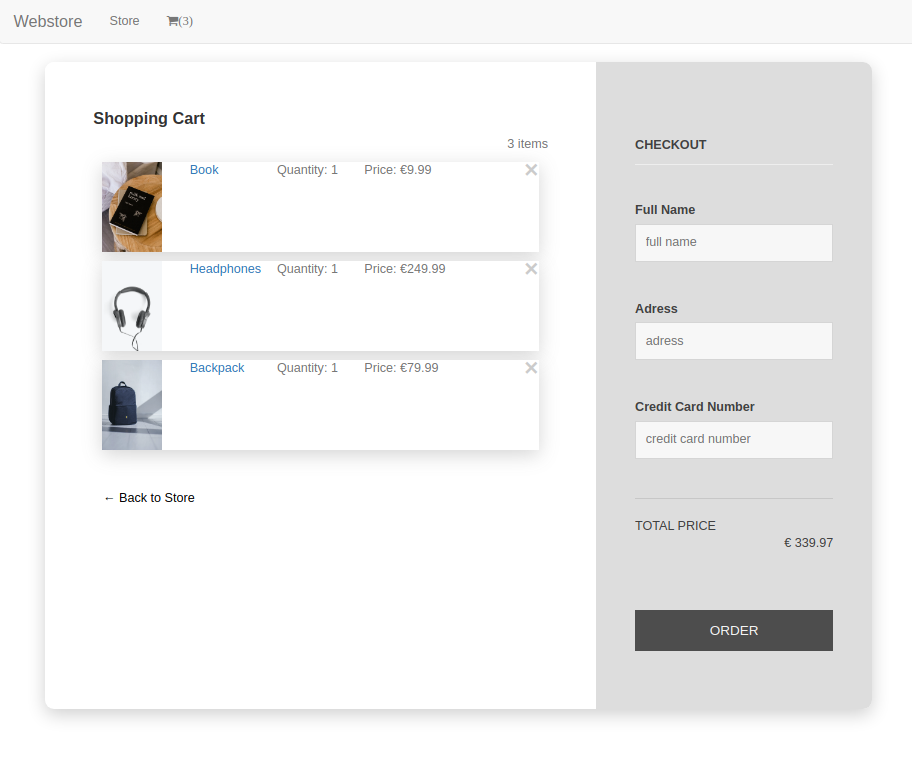 Webstore Store (3)
Shopping Cart
3 items
Book Quantity: 1 Price: €9.99 ×
Headphones Quantity: 1 Price: €249.99 ×
Backpack Quantity: 1 Price: €79.99 ×
← Back to Store
CHECKOUT
Full Name
full name
Adress
adress
Credit Card Number
credit card number
TOTAL PRICE
€ 339.97
ORDER